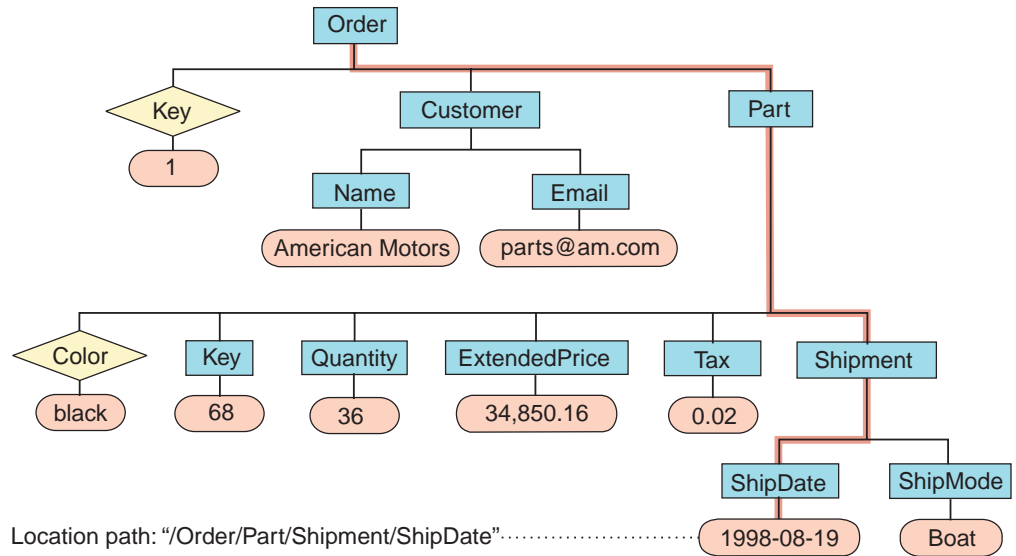 Order
Key
Customer
Part
1
Name
Email
American Motors
parts@am.com
Color
Key
Quantity
ExtendedPrice
Tax
Shipment
black
68
36
34,850.16
0.02
ShipDate
ShipMode
Location path: “/Order/Part/Shipment/ShipDate”
1998-08-19
Boat